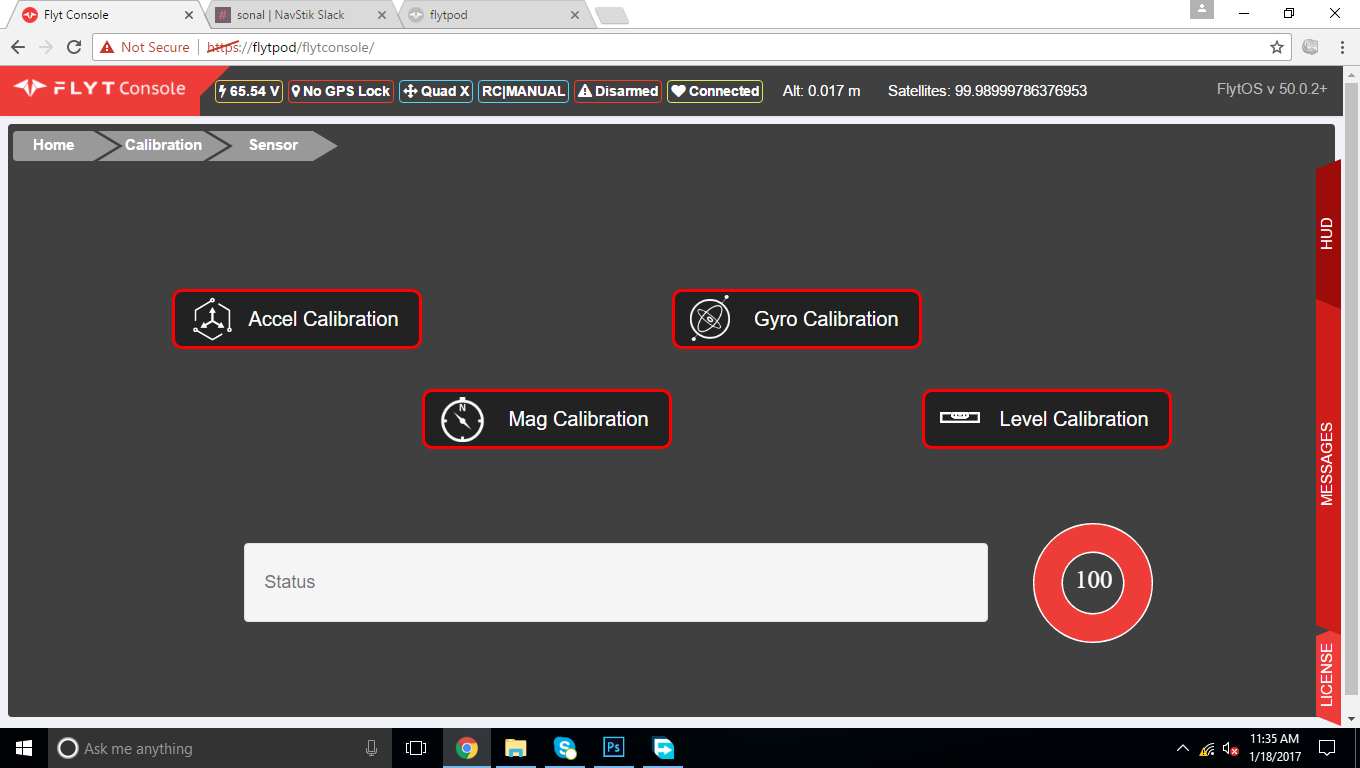 Flyt Console
sonal | NavStik Slack
flytpod
Not Secure
https://flytpod/flytconsole/
FLYT Console
65.54 V
No GPS Lock
Quad X
RC|MANUAL
Disarmed
Connected
Alt: 0.017 m
Satellites: 99.98999786376953
FlytOS v 50.0.2+
Home
Calibration
Sensor
HUD
Accel Calibration
Gyro Calibration
N
Mag Calibration
Level Calibration
MESSAGES
Status
100
LICENSE
Ask me anything
Ps
11:35 AM
1/18/2017